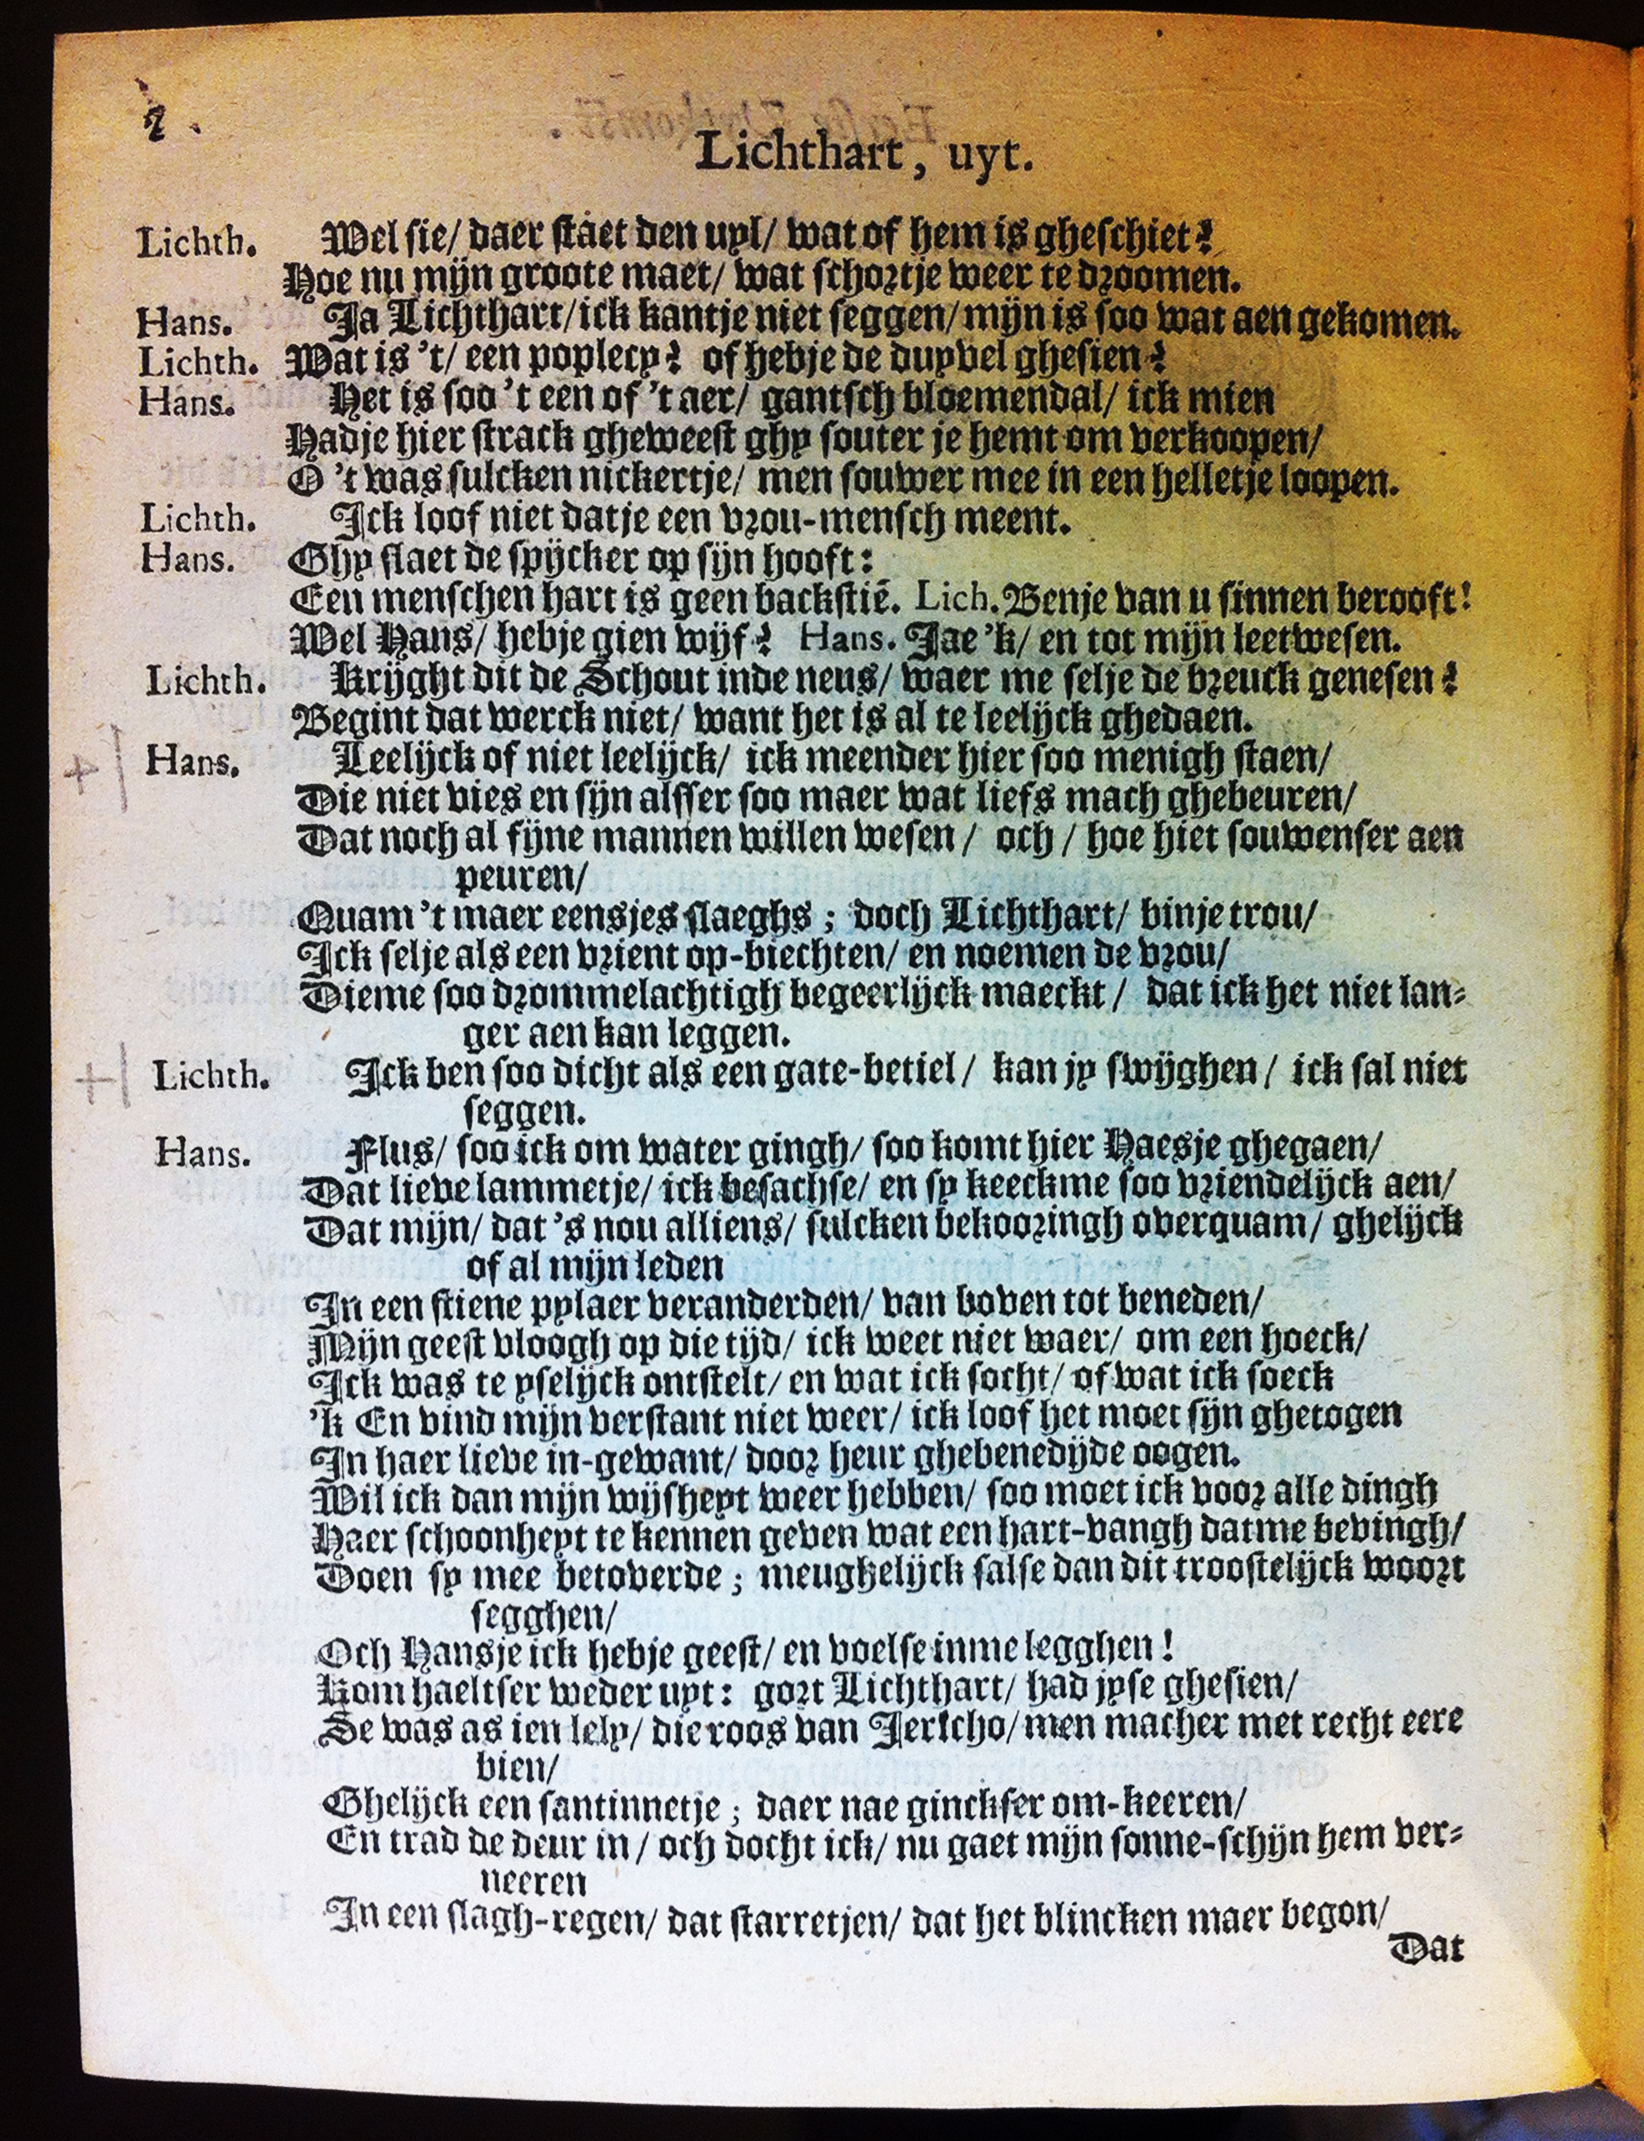 2.
Lichthart, uyt.
Lichth. Wel sie/ daer staet den uyl/ wat of hem is gheschiet?
Hoe nu mijn groote maet/ wat schortje weer te droomen.
Hans. Ja Lichthart/ ick kantje niet seggen/ mijn is soo wat aen gekomen.
Lichth. Wat is 't/ een poplecy? of hebje de duyvel ghesien?
Hans. Het is soo 't een of 't aer/ gantsch bloemendal/ ick mien
Hadje hier strack gheweest ghy souter je hemt om verkoopen/
O 't was sulcken nickertje/ men souwer mee in een helletje loopen.
Lichth. Ick loof niet datje een vrou-mensch meent.
Hans. Ghy slaet de spijcker op sijn hooft:
Een menschen hart is geen backstiē. Lich. Benje van u sinnen berooft!
Wel Hans/ hebje gien wijf? Hans. Jae 'k/ en tot mijn leetwesen.
Lichth. Krijght dit de Schout inde neus/ waer me selje de breuck genesen?
Begint dat werck niet/ want het is al te leelijck ghedaen.
Hans. Leelijck of niet leelijck/ ick meender hier soo menigh staen/
Die niet vies en sijn alsser soo maer wat liefs mach ghebeuren/
Dat noch al fijne mannen willen wesen/ och/ hoe hiet souwenser aen
peuren/
Quam 't maer eensjes slaeghs; doch Lichthart/ binje trou/
Ick selje als een vrient op-biechten/ en noemen de vrou/
Dieme soo drommelachtigh begeerlijck maeckt/ dat ick het niet lan-
ger aen kan leggen.
Lichth. Ick ben soo dicht als een gate-betiel/ kan jy swijghen/ ick sal niet
seggen.
Hans. Flus/ soo ick om water gingh/ soo komt hier Haesje ghegaen/
Dat lieve lammetje/ ick besachse/ en sy keeckme soo vriendelijck aen/
Dat mijn/ dat 's nou alliens/ sulcken bekooringh overquam/ ghelijck
of al mijn leden
In een stiene pylaer veranderden/ van boven tot beneden/
Mijn geest vloogh op die tijd/ ick weet niet waer/ om een hoeck/
Ick was te yselijck ontstelt/ en wat ick socht/ of wat ick soeck
'k En vind mijn verstant niet weer/ ick loof het moet sijn ghetogen
In haer lieve in-gewant/ door heur ghebenedijde oogen.
Wil ick dan mijn wijsheyt weer hebben/ soo moet ick voor alle dingh
Haer schoonheyt te kennen geven wat een hart-vangh datme bevingh/
Doen sy mee betoverde; meughelijck salse dan dit troostelijck woort
segghen/
Och Hansje ick hebje geest/ en voelse inme legghen!
Kom haeltser weder uyt: gort Lichthart/ had jyse ghesien/
Se was as ien lely/ die roos van Jericho/ men macher met recht eere
bien/
Ghelijck een santinnetje; daer nae ginckser om-keeren/
En trad de deur in/ och docht ick/ nu gaet mijn sonne-schijn hem ver-
neeren
In een slagh-regen/ dat starretjen/ dat het blincken maer begon/
Dat